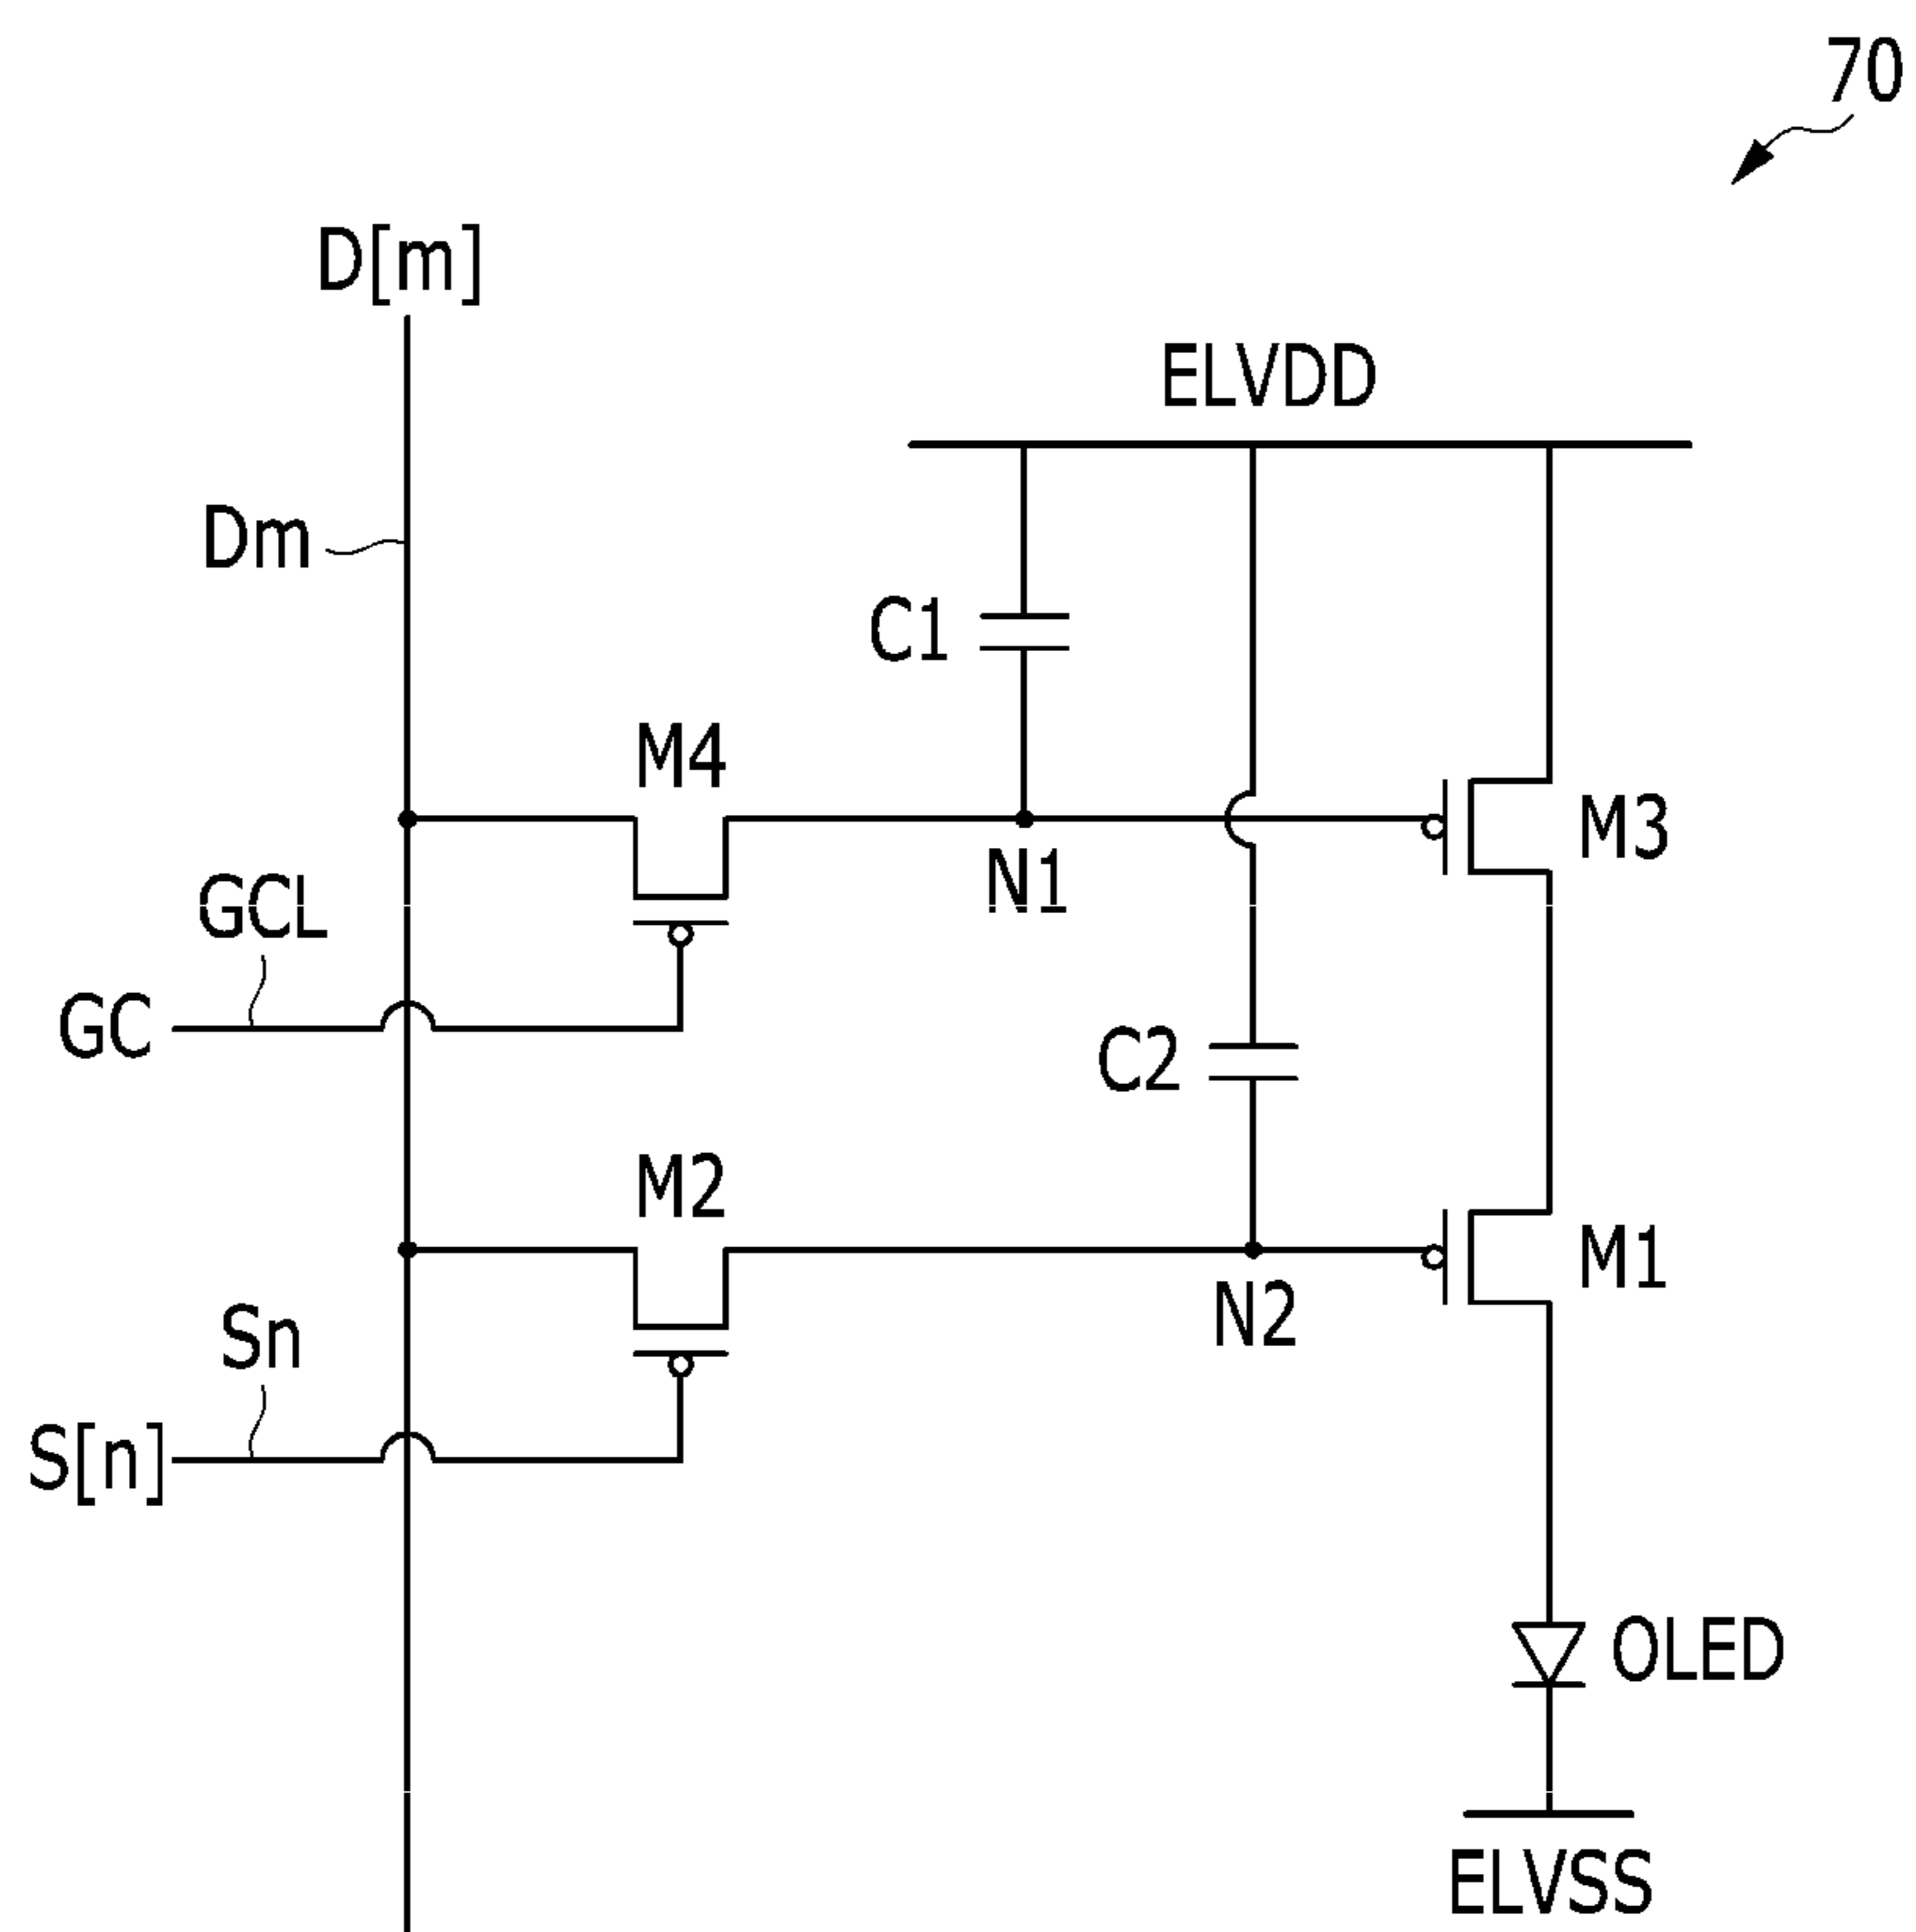 70
D[m]
ELVDD
Dm
C1
M4
M3
N1
GCL
GC
C2
M2
M1
N2
Sn
S[n]
OLED
ELVSS